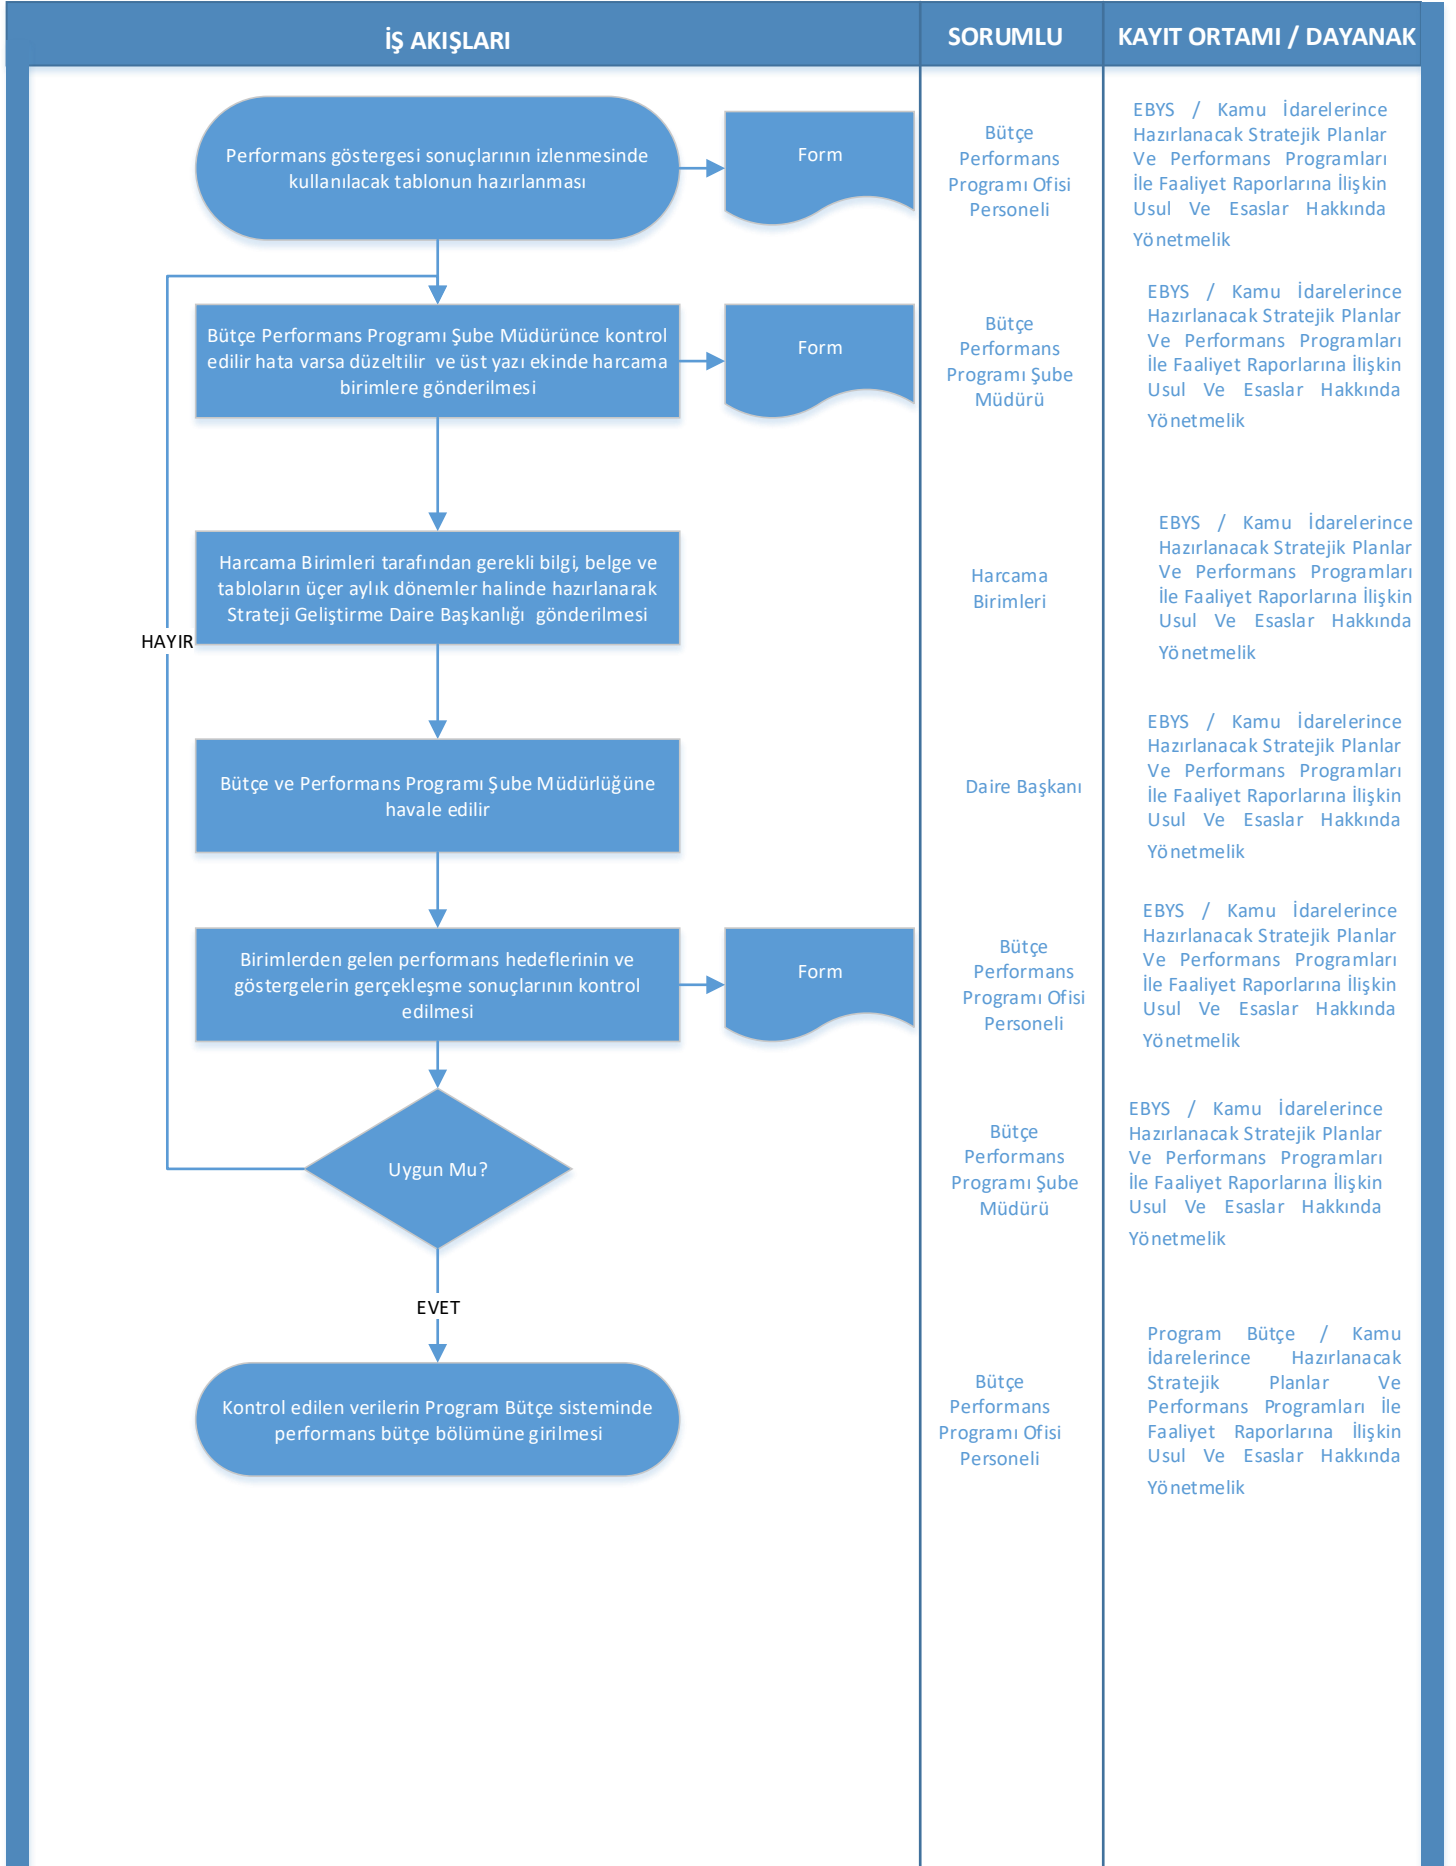 İŞ AKIŞLARI
SORUMLU
KAYIT ORTAMI / DAYANAK
Performans göstergesi sonuçlarının izlenmesinde
kullanılacak tablonun hazırlanması
Form
Bütçe
Performans
Programı Ofisi
Personeli
EBYS / Kamu İdarelerince
Hazırlanacak Stratejik Planlar
Ve Performans Programları
İle Faaliyet Raporlarına İlişkin
Usul Ve Esaslar Hakkında
Yönetmelik
Bütçe Performans Programı Şube Müdürünce kontrol
edilir hata varsa düzeltilir ve üst yazı ekinde harcama
birimlere gönderilmesi
Form
Bütçe
Performans
Programı Şube
Müdürü
EBYS / Kamu İdarelerince
Hazırlanacak Stratejik Planlar
Ve Performans Programları
İle Faaliyet Raporlarına İlişkin
Usul Ve Esaslar Hakkında
Yönetmelik
Harcama Birimleri tarafından gerekli bilgi, belge ve
tabloların üçer aylık dönemler halinde hazırlanarak
Strateji Geliştirme Daire Başkanlığı gönderilmesi
Harcama
Birimleri
EBYS / Kamu İdarelerince
Hazırlanacak Stratejik Planlar
Ve Performans Programları
İle Faaliyet Raporlarına İlişkin
Usul Ve Esaslar Hakkında
Yönetmelik
HAYIR
Bütçe ve Performans Programı Şube Müdürlüğüne
havale edilir
Daire Başkanı
EBYS / Kamu İdarelerince
Hazırlanacak Stratejik Planlar
Ve Performans Programları
İle Faaliyet Raporlarına İlişkin
Usul Ve Esaslar Hakkında
Yönetmelik
Birimlerden gelen performans hedeflerinin ve
göstergelerin gerçekleşme sonuçlarının kontrol
edilmesi
Form
Bütçe
Performans
Programı Ofisi
Personeli
EBYS / Kamu İdarelerince
Hazırlanacak Stratejik Planlar
Ve Performans Programları
İle Faaliyet Raporlarına İlişkin
Usul Ve Esaslar Hakkında
Yönetmelik
Uygun Mu?
Bütçe
Performans
Programı Şube
Müdürü
EBYS / Kamu İdarelerince
Hazırlanacak Stratejik Planlar
Ve Performans Programları
İle Faaliyet Raporlarına İlişkin
Usul Ve Esaslar Hakkında
Yönetmelik
EVET
Kontrol edilen verilerin Program Bütçe sisteminde
performans bütçe bölümüne girilmesi
Bütçe
Performans
Programı Ofisi
Personeli
Program Bütçe / Kamu
İdarelerince Hazırlanacak
Stratejik Planlar Ve
Performans Programları İle
Faaliyet Raporlarına İlişkin
Usul Ve Esaslar Hakkında
Yönetmelik